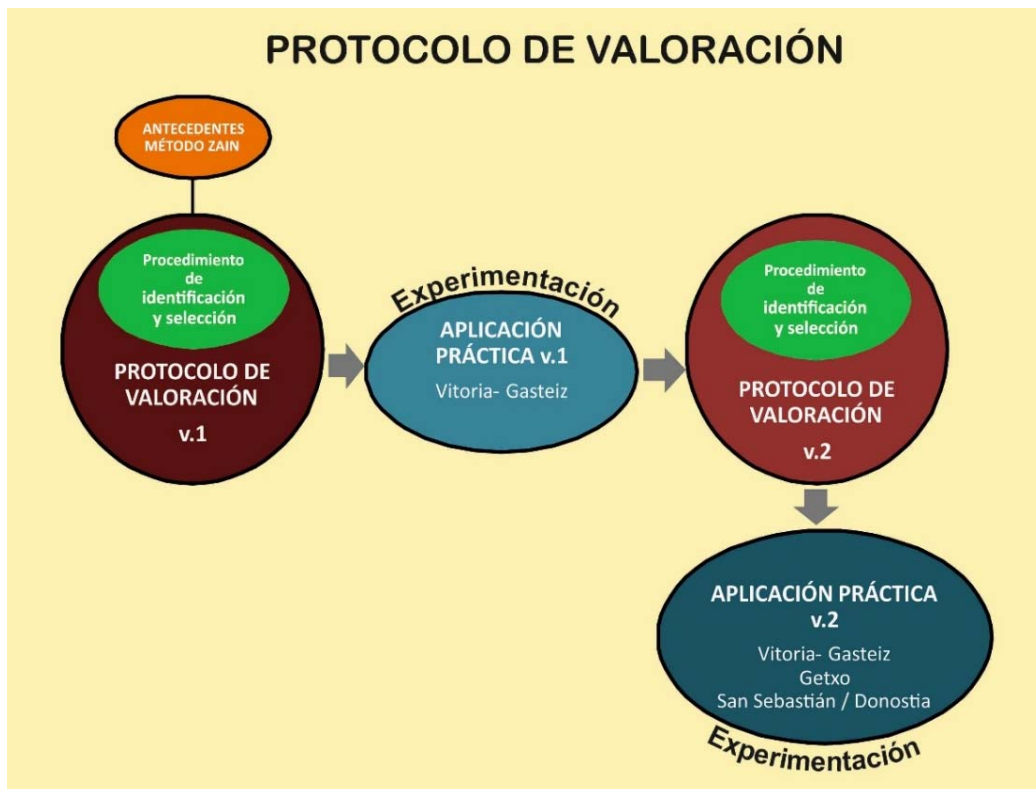 PROTOCOLO DE VALORACIÓN
ANTECEDENTES
MÉTODO ZAIN
Procedimiento
de
identificación
y selección
PROTOCOLO DE
VALORACIÓN
v.1
Experimentación
APLICACIÓN
PRÁCTICA v.1
Vitoria- Gasteiz
Procedimiento
de
identificación
y selección
PROTOCOLO DE
VALORACIÓN
v.2
APLICACIÓN PRÁCTICA
v.2
Vitoria- Gasteiz
Getxo
San Sebastián / Donostia
Experimentación